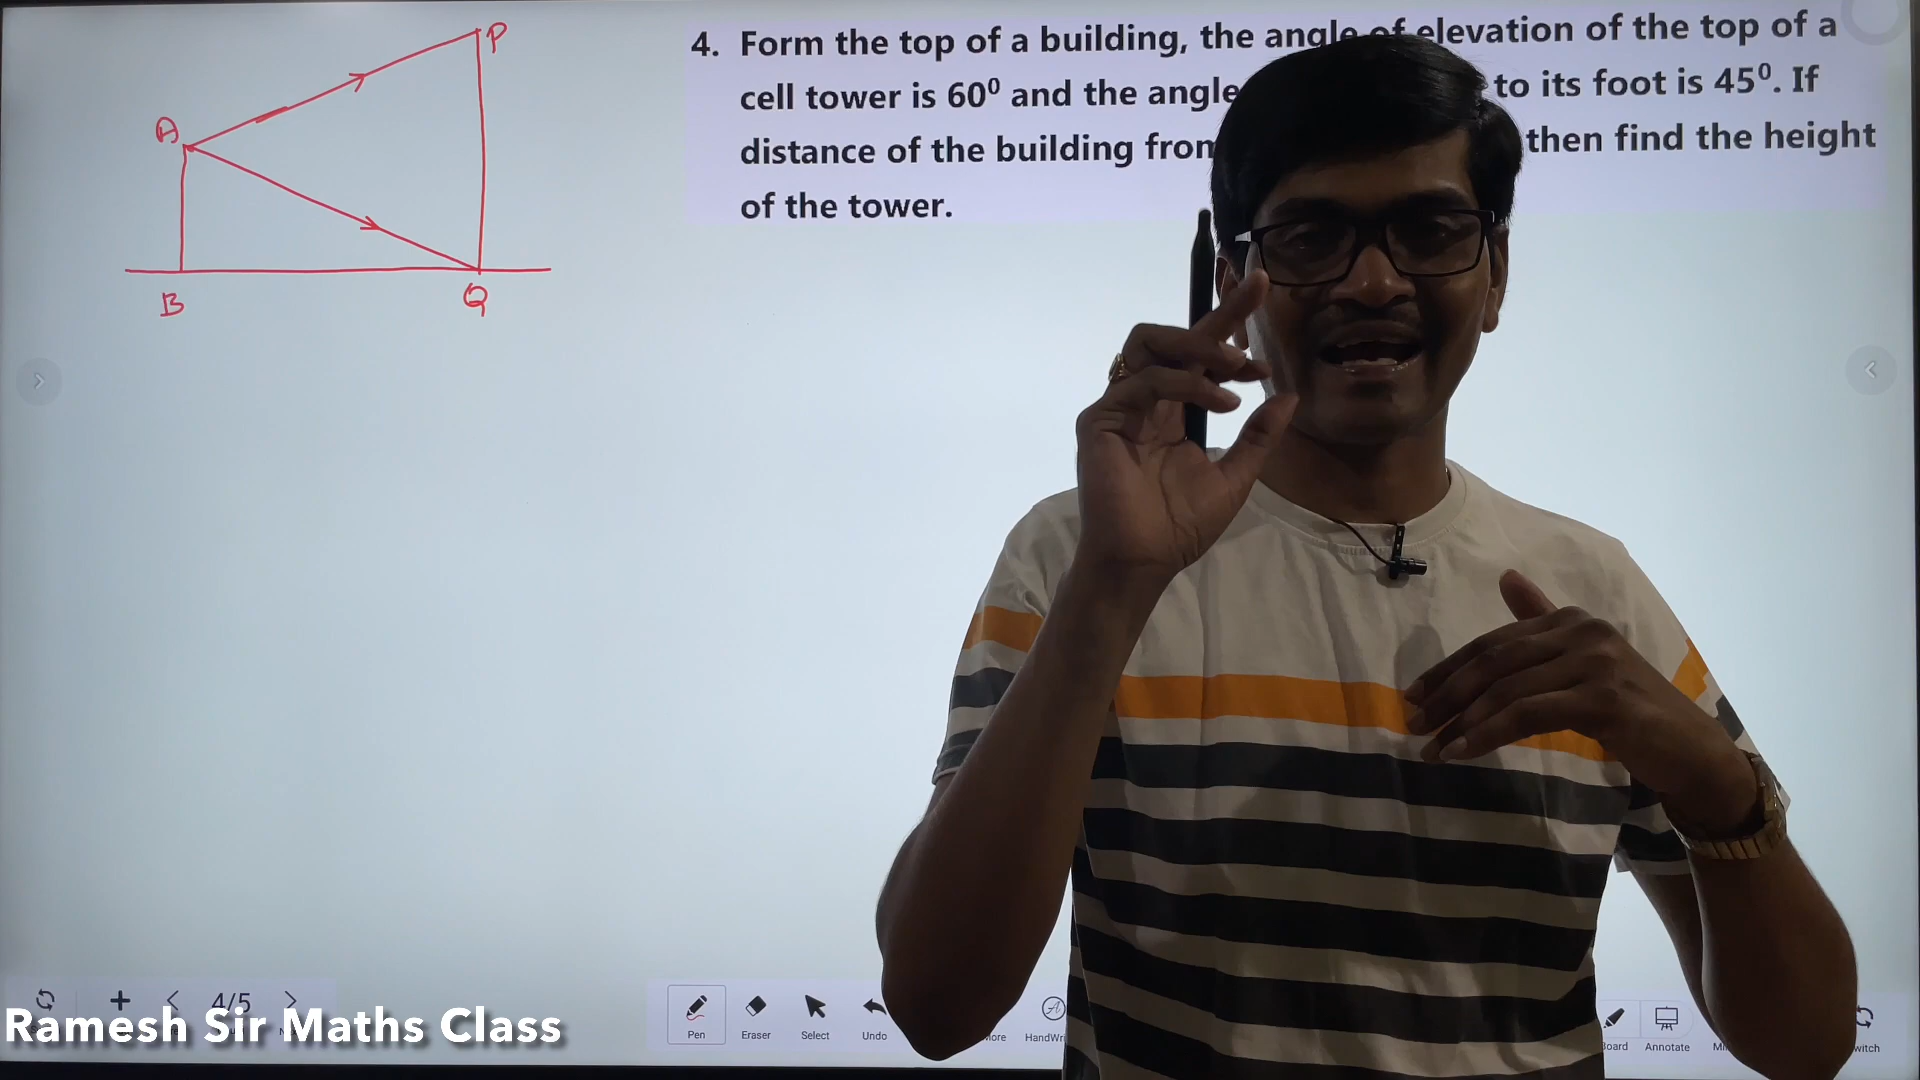 P
A
B
Q
4. Form the top of a building, the angle of elevation of the top of a
cell tower is 60⁰ and the angle to its foot is 45⁰. If
distance of the building from then find the height
of the tower.
4/5
Pen Eraser Select Undo
Annotate
Ramesh Sir Maths Class